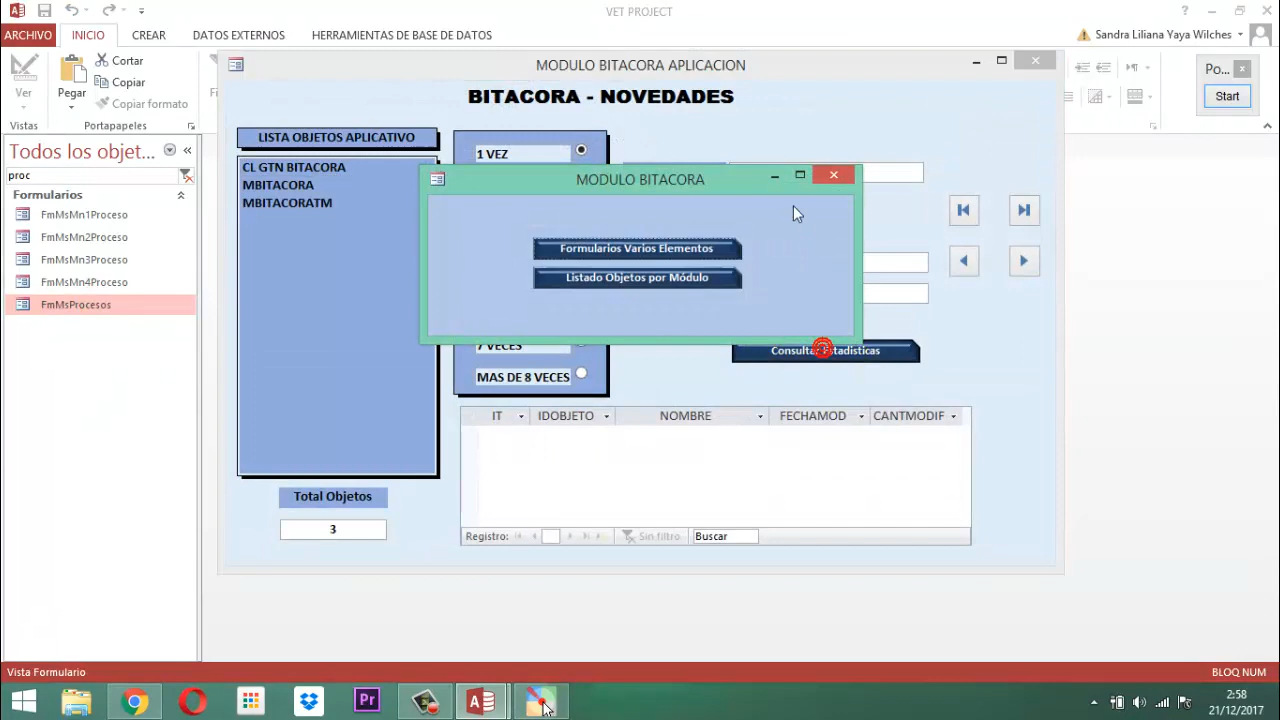 VET PROJECT
ARCHIVO INICIO CREAR DATOS EXTERNOS HERRAMIENTAS DE BASE DE DATOS
Sandra Liliana Yaya Wilches
Ver
Vistas
Pegar
Cortar
Copiar
Copiar formato
Portapapeles
Po...
Start
Todos los objet...
proc
Formularios
FmMsMn1Proceso
FmMsMn2Proceso
FmMsMn3Proceso
FmMsMn4Proceso
FmMsProcesos
MODULO BITACORA APLICACION
BITACORA - NOVEDADES
LISTA OBJETOS APLICATIVO
CL GTN BITACORA
MBITACORA
MBITACORATM
1 VEZ
MODULO BITACORA
Formularios Varios Elementos
Listado Objetos por Módulo
7 VECES
MAS DE 8 VECES
Consultar Estadisticas
IT IDOBJETO NOMBRE FECHAMOD CANTMODIF
Total Objetos
3
Registro: Sin filtro Buscar
Vista Formulario
BLOQ NUM
Pr
2:58
21/12/2017